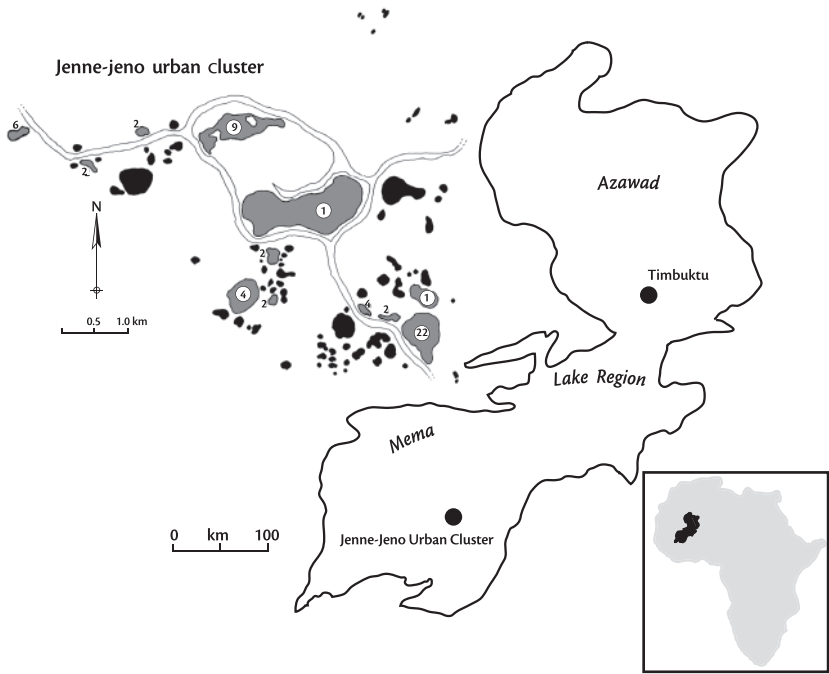 Jenne-jeno urban cluster
6
2
9
2
N
1
2
4
2
4
2
1
22
0.5 1.0 km
Azawad
Timbuktu
Lake Region
Mema
0 km 100
Jenne-Jeno Urban Cluster